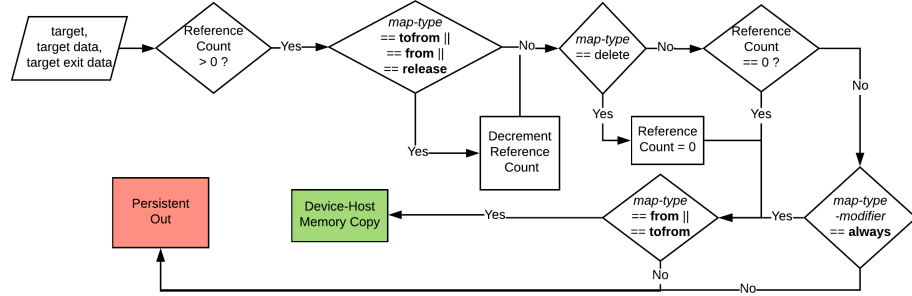 target,
target data,
target exit data
Reference
Count
> 0 ?
Yes
map-type
== tofrom ||
== from ||
== release
No
map-type
== delete
No
Reference
Count
== 0 ?
No
Yes
Decrement
Reference
Count
Yes
Reference
Count = 0
Yes
Persistent
Out
Device-Host
Memory Copy
Yes
map-type
== from ||
== tofrom
Yes
map-type
-modifier
== always
No
No